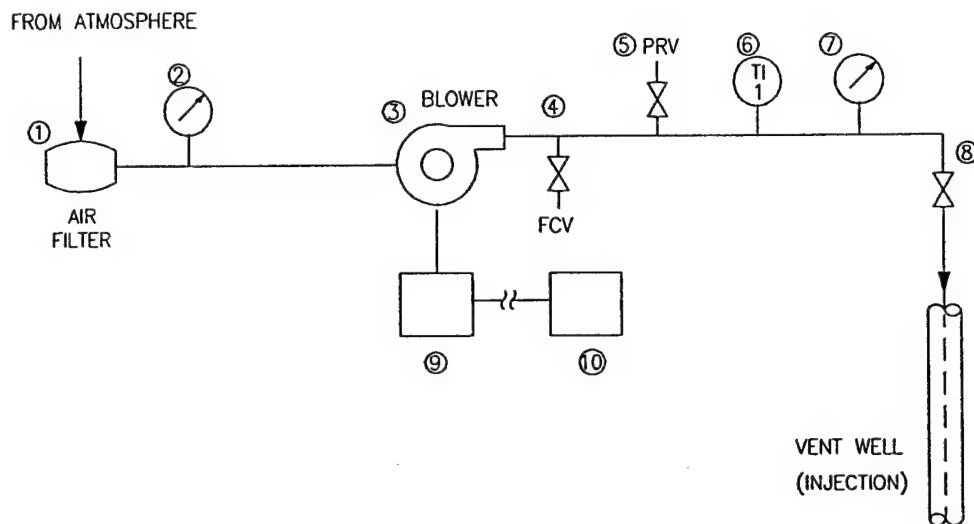 FROM ATMOSPHERE
①
AIR
FILTER
②
③
BLOWER
④
FCV
⑤ PRV
⑥
TI
1
⑦
⑧
⑨
⑩
VENT WELL
(INJECTION)